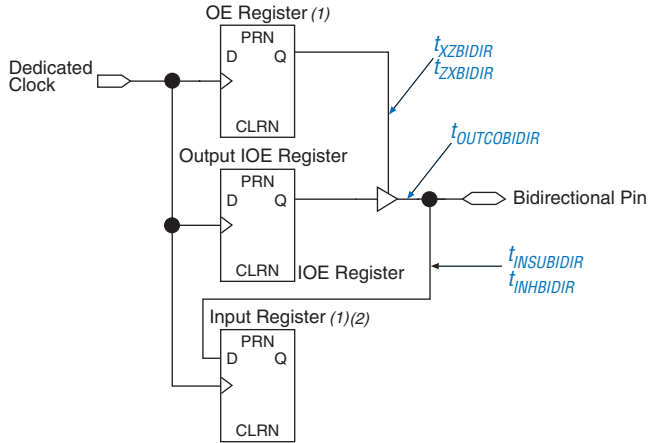 OE Register (1)
PRN
D Q
CLRN
Dedicated
Clock
tXZBIDIR
tZXBIDIR
tOUTCOBIDIR
Output IOE Register
PRN
D Q
CLRN
Bidirectional Pin
IOE Register
tINSUBIDIR
tINHBIDIR
Input Register (1)(2)
PRN
D Q
CLRN